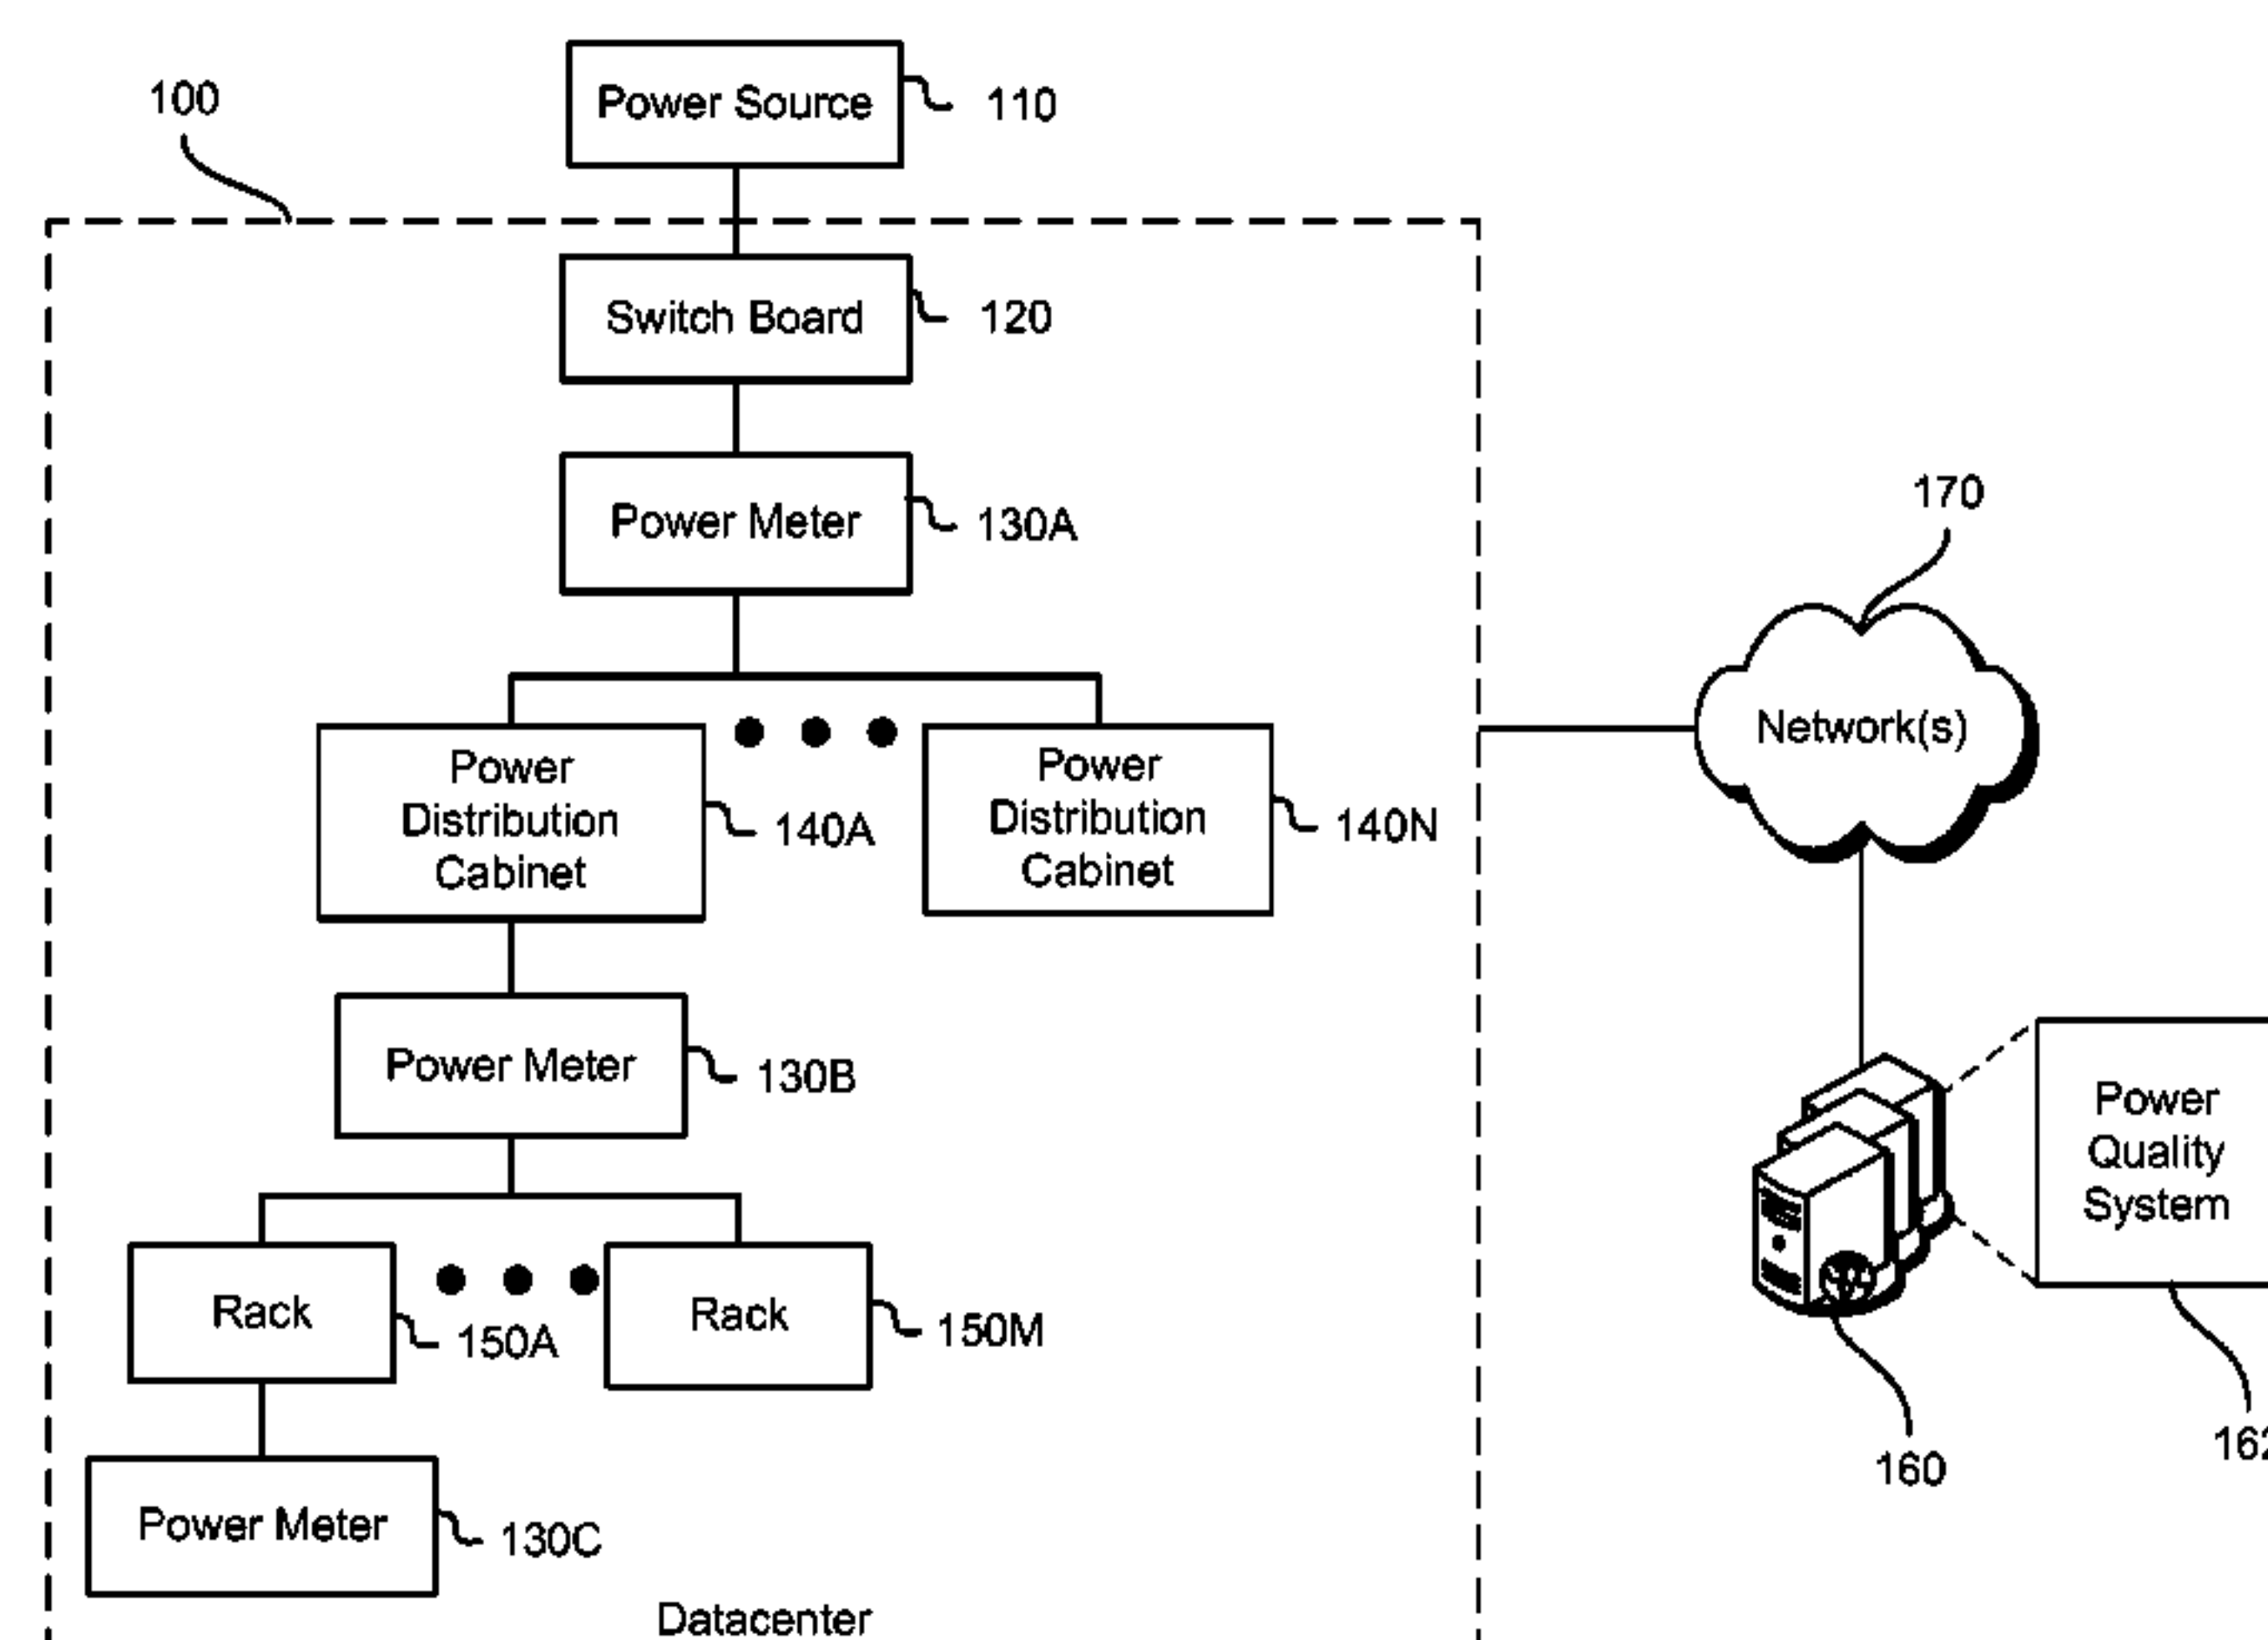 100
Power Source
110
Switch Board
120
Power Meter
130A
170
Network(s)
Power
Distribution
Cabinet
140A
Power
Distribution
Cabinet
140N
Power Meter
130B
Power
Quality
System
Rack
150A
Rack
150M
160
162
Power Meter
130C
Datacenter